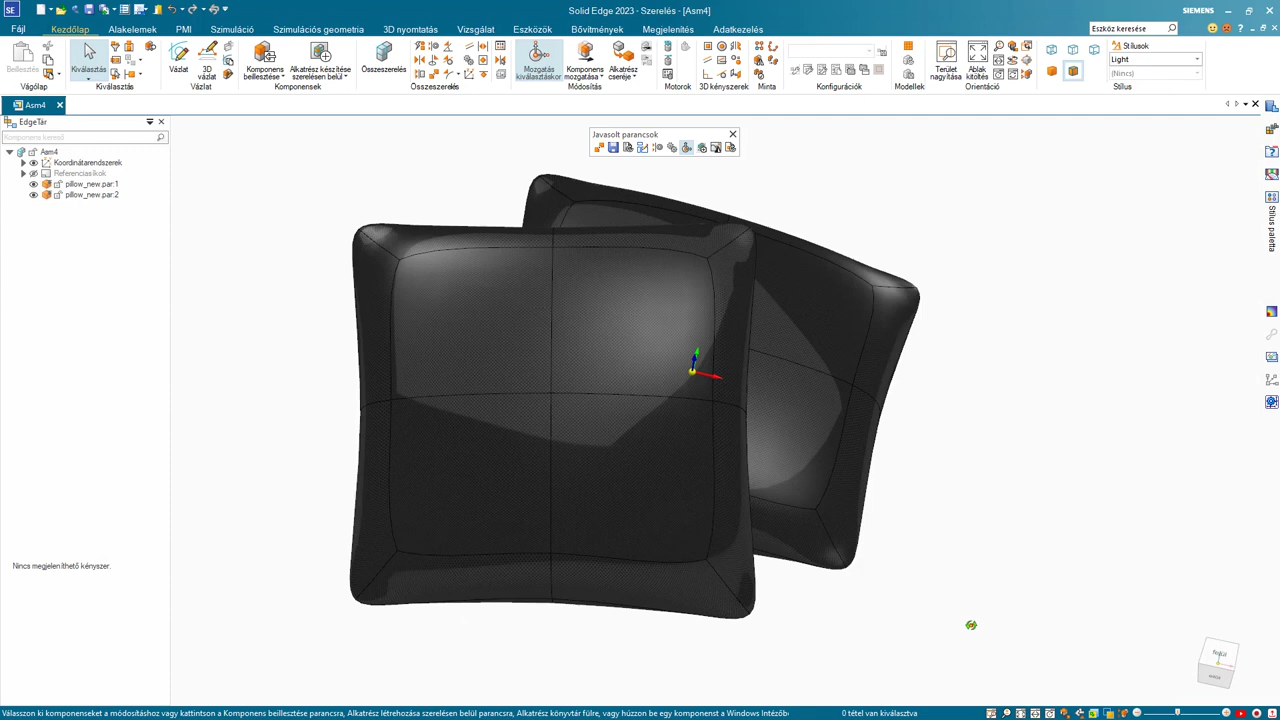 Solid Edge 2023 - Szerelés - [Asm4]
SIEMENS
Fájl Kezdőlap Alakelemek PMI Szimuláció Szimulációs geometria 3D nyomtatás Vizsgálat Eszközök Bővítmények Megjelenítés Adatkezelés
Eszköz keresése
Beillesztés
Kiválasztás
Vázlat
3D vázlat
Komponens beillesztése
Alkatrész készítése szerelésen belül
Összeszerelés
Mozgatás kiválasztáskor
Komponens mozgatása
Alkatrész cseréje
Terület nagyítása
Ablak kitöltés
Stílusok
Light
(Nincs)
Vágólap Kiválasztás Vázlat Komponensek Összeszerelés Módosítás Motorok 3D kényszerek Minta Konfigurációk Modellek Orientáció Stílus
Asm4
EdgeTár
Komponens kereső
Asm4
Koordinátarendszerek
Referenciasíkok
pillow_new.par:1
pillow_new.par:2
Javasolt parancsok
Stílus paletta
Nincs megjeleníthető kényszer.
Válasszon ki komponenseket a módosításhoz vagy kattintson a Komponens beillesztése parancsra, Alkatrész létrehozása szerelésen belül parancsra, Alkatrész könyvtár fülre, vagy húzzon be egy komponenst a Windows Intézőbe
0 tétel van kiválasztva